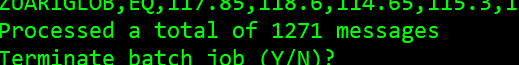 ZUARIGLOB,EQ,117.85,118.6,114.65,115.3,1
Processed a total of 1271 messages
Terminate batch job (Y/N)?